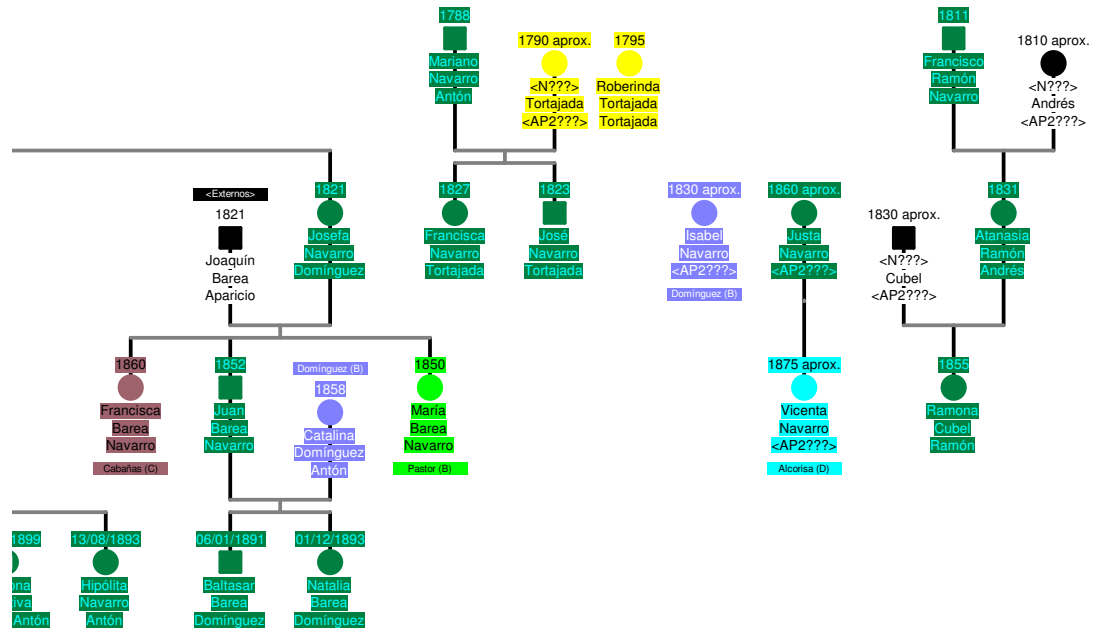 1788
Mariano
Navarro
Antón
1790 aprox.
<N???>
Tortajada
<AP2???>
1795
Roberinda
Tortajada
Tortajada
1811
Francisco
Ramón
Navarro
1810 aprox.
<N???>
Andrés
<AP2???>
<Externos>
1821
Joaquín
Barea
Aparicio
1821
Josefa
Navarro
Domínguez
1827
Francisca
Navarro
Tortajada
1823
José
Navarro
Tortajada
1830 aprox.
Isabel
Navarro
<AP2???>
Domínguez (B)
1860 aprox.
Justa
Navarro
<AP2???>
1830 aprox.
<N???>
Cubel
<AP2???>
1831
Atanasia
Ramón
Andrés
1860
Francisca
Barea
Navarro
Cabañas (C)
1852
Juan
Barea
Navarro
Domínguez (B)
1858
Catalina
Domínguez
Antón
1850
María
Barea
Navarro
Pastor (B)
1875 aprox.
Vicenta
Navarro
<AP2???>
Alcorisa (D)
1855
Ramona
Cubel
Ramón
1899
ona
iva
Antón
13/08/1893
Hipólita
Navarro
Antón
06/01/1891
Baltasar
Barea
Domínguez
01/12/1893
Natalia
Barea
Domínguez